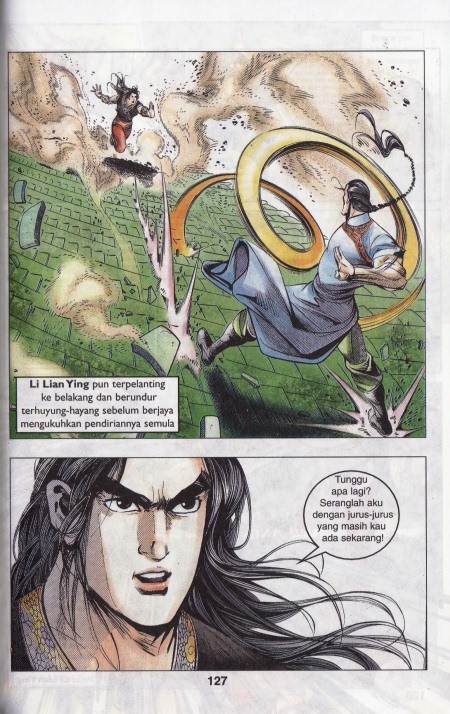 Li Lian Ying pun terpelanting
ke belakang dan berundur
terhuyung-hayang sebelum berjaya
mengukuhkan pendiriannya semula
Tunggu
apa lagi?
Seranglah aku
dengan jurus-jurus
yang masih kau
ada sekarang!
127